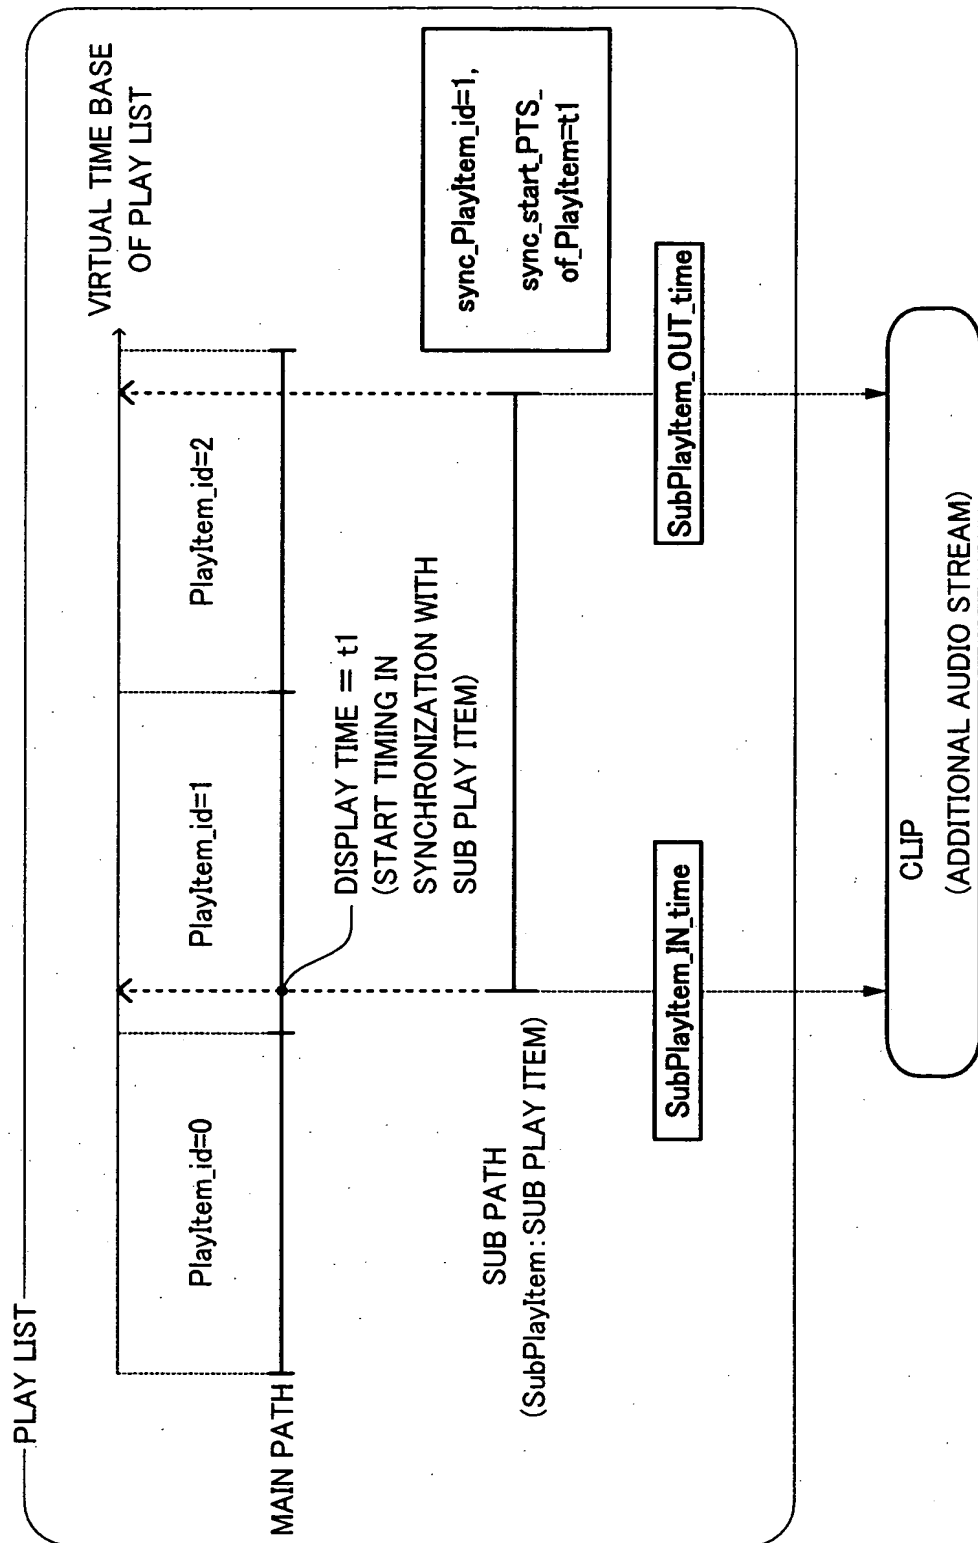 PLAY LIST
VIRTUAL TIME BASE
OF PLAY LIST
PlayItem_id=0
PlayItem_id=1
PlayItem_id=2
MAIN PATH
DISPLAY TIME = t1
(START TIMING IN
SYNCHRONIZATION WITH
SUB PLAY ITEM)
sync_PlayItem_id=1,
sync_start_PTS_
of_PlayItem=t1
SUB PATH
(SubPlayItem:SUB PLAY ITEM)
SubPlayItem_IN_time
SubPlayItem_OUT_time
CLIP
(ADDITIONAL AUDIO STREAM)